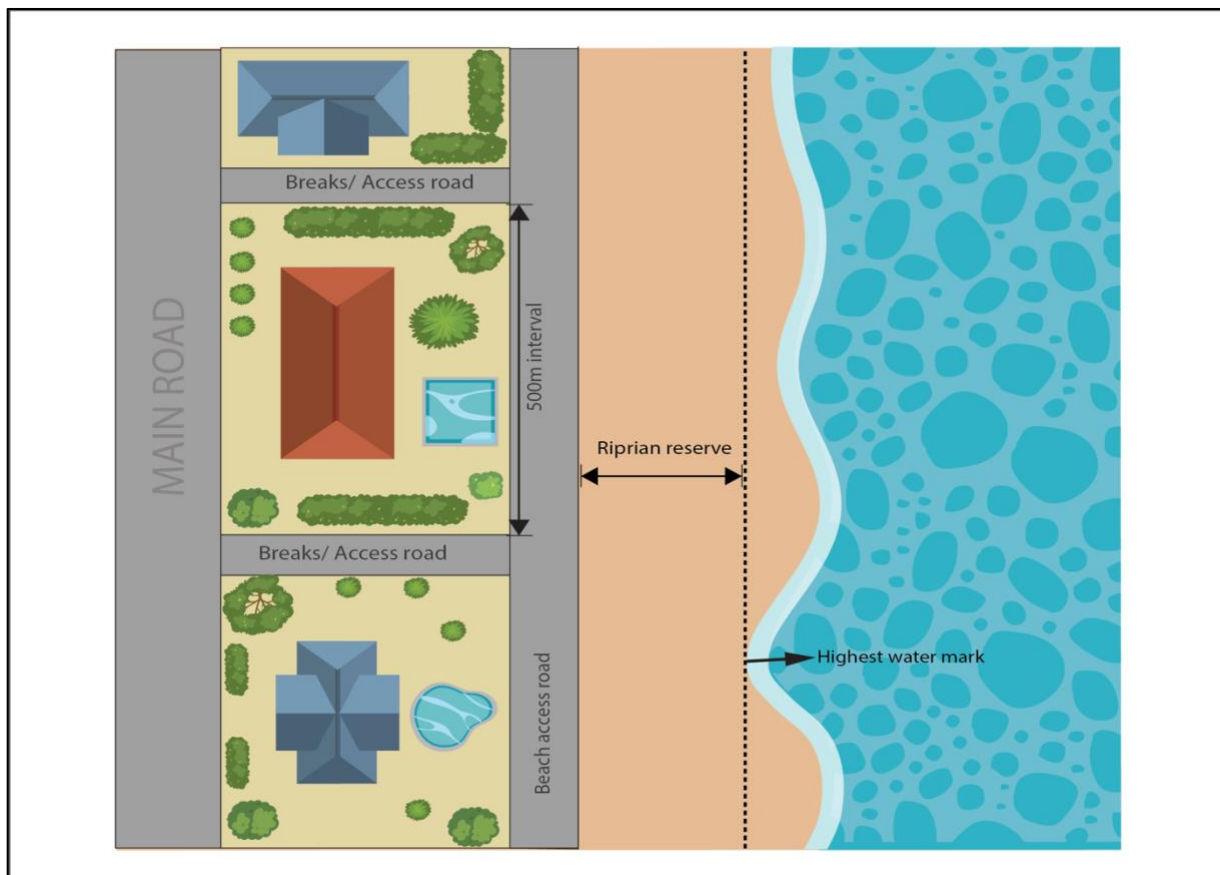 Breaks/ Access road
MAIN ROAD
500m interval
Riprian reserve
Breaks/ Access road
Highest water mark
Beach access road